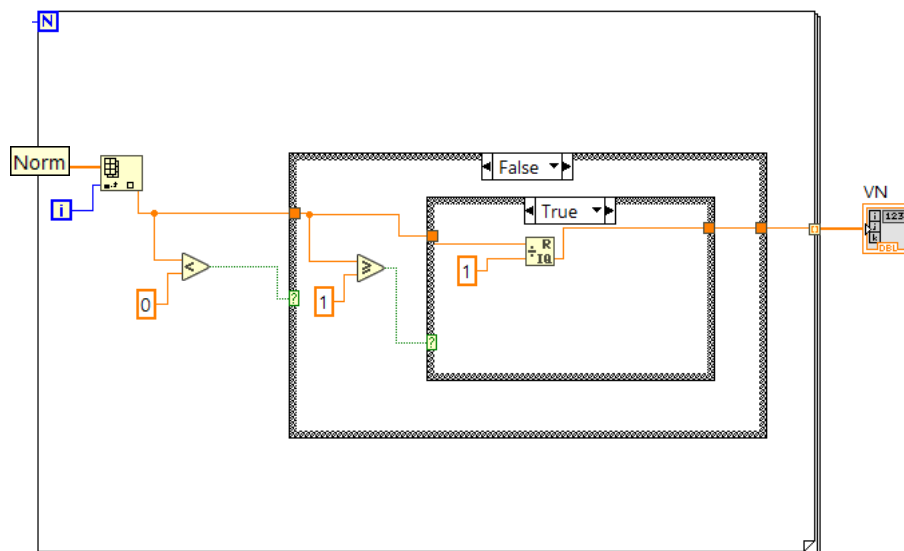 N
Norm
i
False
True
VN
i 123
j
k
DBL
<
0
≥
1
R
IQ
1
?
?